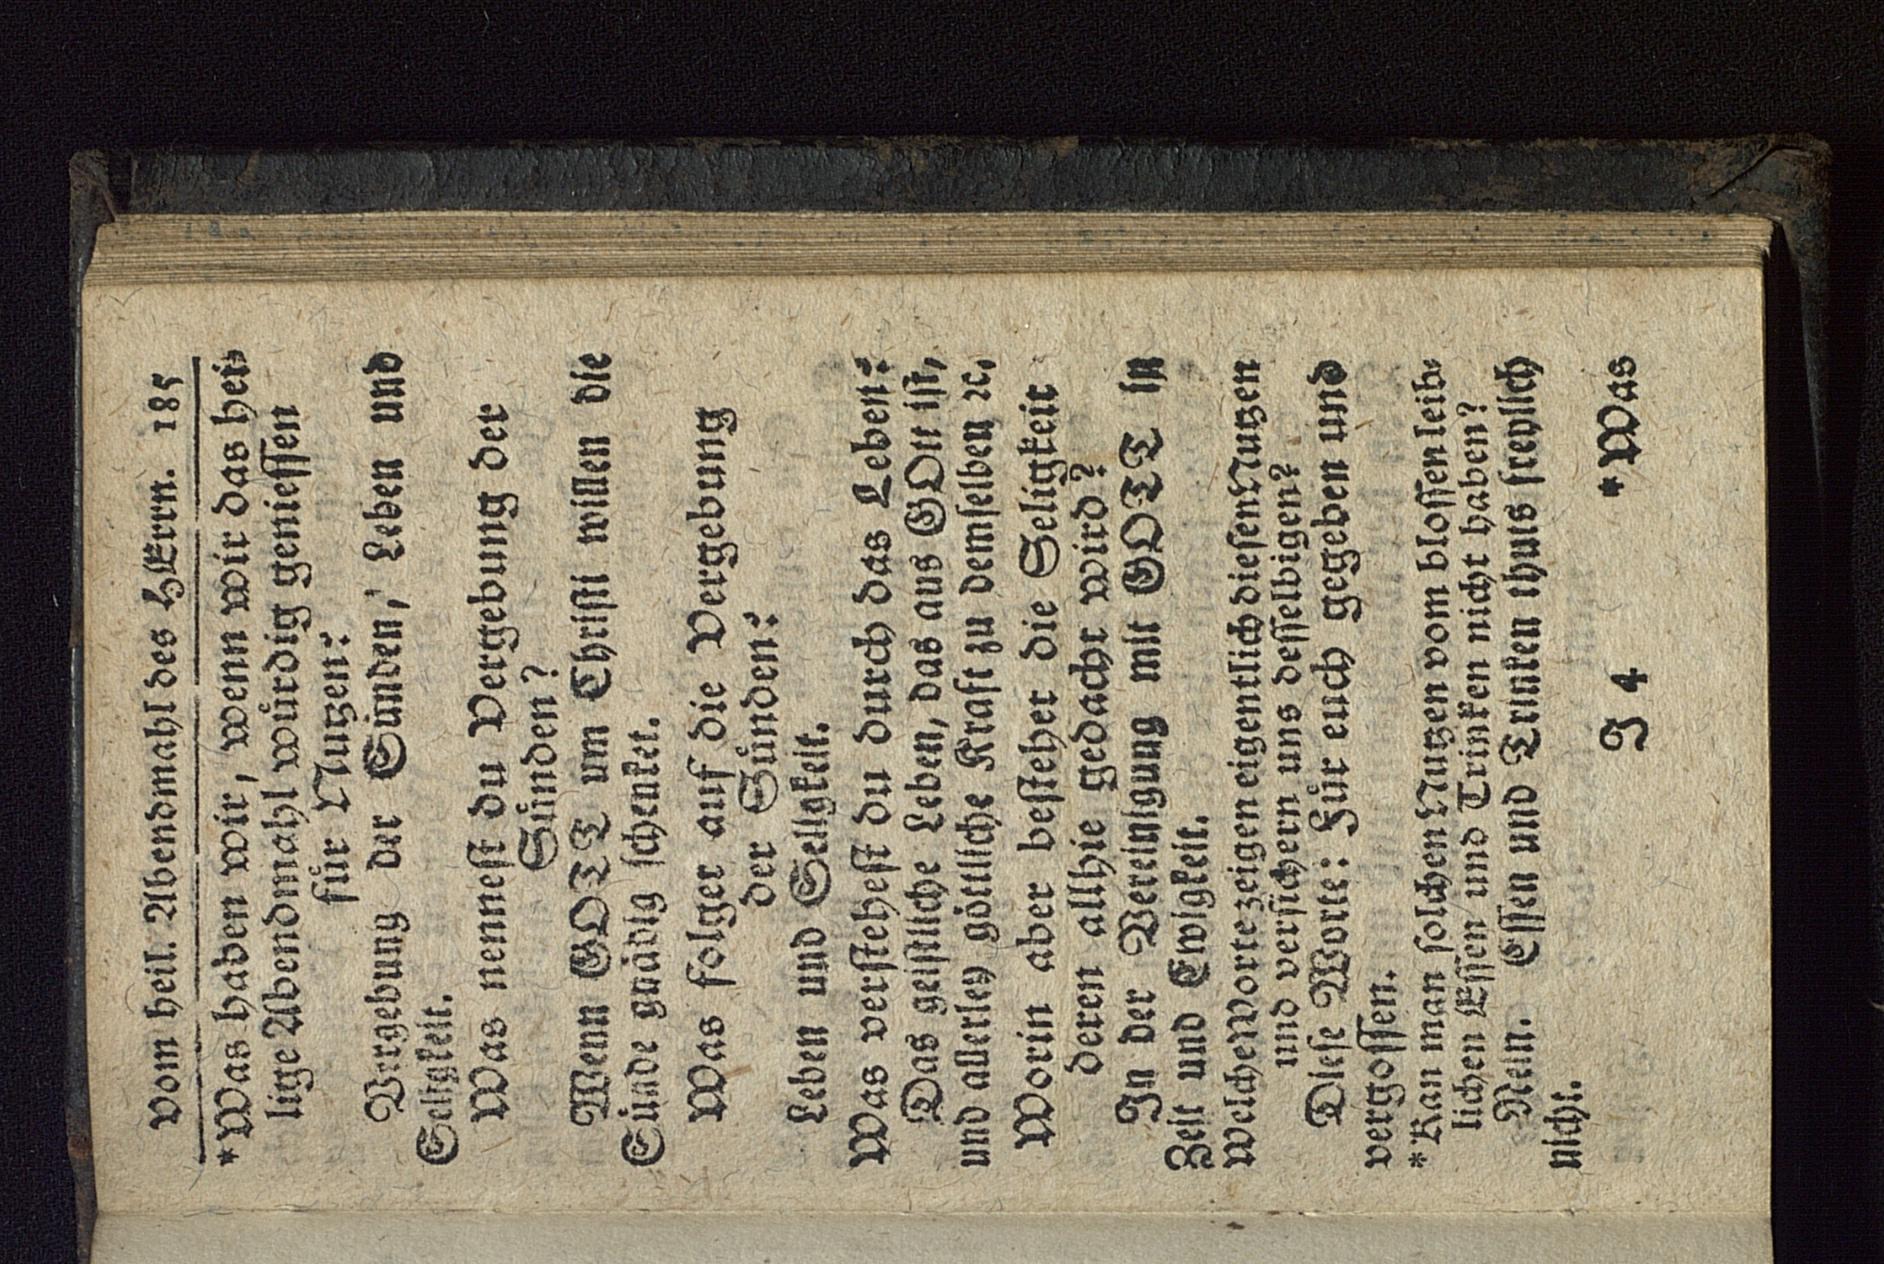 Vom heil. Abendmahl des HErrn. 185
*Was haben wir, wenn wir das hei-
lige Abendmahl würdig geniessen
für Nutzen?
Vergebung der Sünden, Leben und
Seligkeit.
Was nennest du Vergebung der
Sünden?
Wenn GOTT um Christi willen die
Sünde gnädig schenket.
Was folget auf die Vergebung
der Sünden?
Leben und Seligkeit.
Was verstehest du durch das Leben?
Das geistliche Leben, das aus GOtt ist,
und allerley göttliche Kraft zu demselben ꝛc.
Worin aber bestehet die Seligkeit
deren allhie gedacht wird?
In der Vereinigung mit GOTT in
Zeit und Ewigkeit.
Welche Worte zeigen eigentlich diesen Nutzen
und versichern uns desselbigen?
Diese Worte: Für euch gegeben und
vergossen.
*Kan man solchen Nutzen vom blossen leib-
lichen Essen und Trinken nicht haben?
Nein. Essen und Trinken thuts freylich
nicht.
J 4 *Was